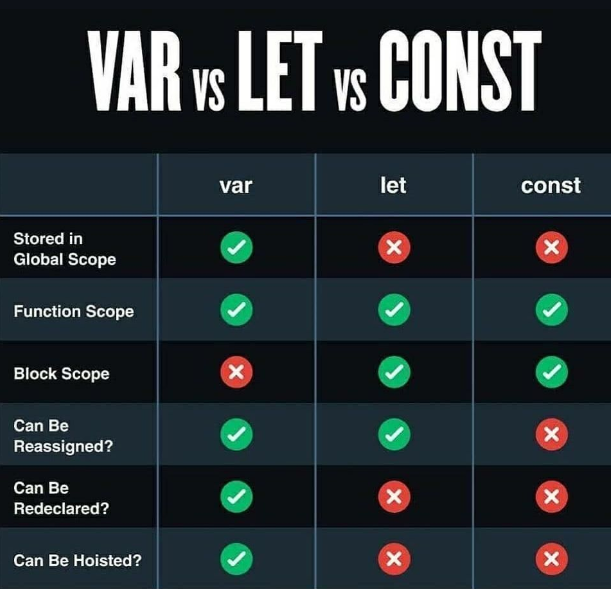 VAR VS LET VS CONST
var let const
Stored in
Global Scope
Function Scope
Block Scope
Can Be
Reassigned?
Can Be
Redeclared?
Can Be Hoisted?